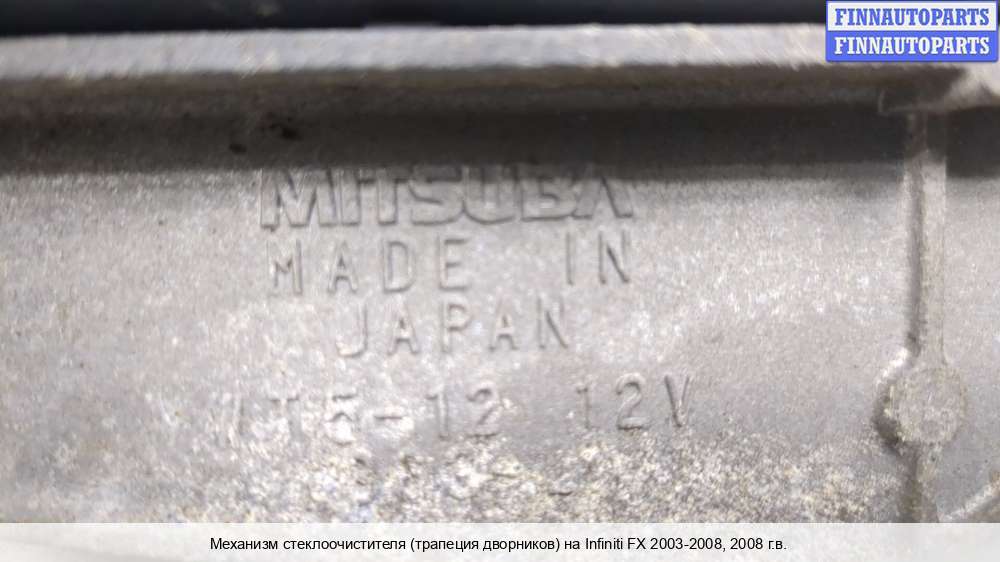 FINNAUTOPARTS
FINNAUTOPARTS
MITSUBA
MADE IN
JAPAN
12V
Механизм стеклоочистителя (трапеция дворников) на Infiniti FX 2003-2008, 2008 г.в.